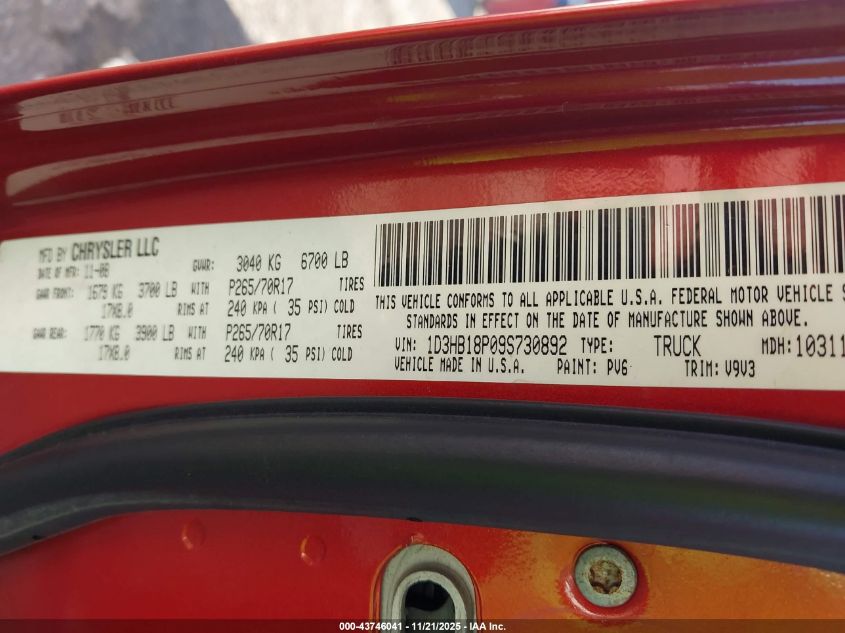 MFD BY CHRYSLER LLC
DATE OF MFR: 11-08 GVWR: 3040 KG 6700 LB
GAWR FRONT: 1679 KG 3700 LB WITH P265/70R17 TIRES
17X8.0 RIMS AT 240 KPA ( 35 PSI) COLD
GAWR REAR: 1770 KG 3900 LB WITH P265/70R17 TIRES
17X8.0 RIMS AT 240 KPA ( 35 PSI) COLD
THIS VEHICLE CONFORMS TO ALL APPLICABLE U.S.A. FEDERAL MOTOR VEHICLE S
STANDARDS IN EFFECT ON THE DATE OF MANUFACTURE SHOWN ABOVE.
VIN: 1D3HB18P09S730892 TYPE: TRUCK MDH: 10311
VEHICLE MADE IN U.S.A. PAINT: PV6 TRIM: V9V3
000-43746041 - 11/21/2025 - IAA Inc.